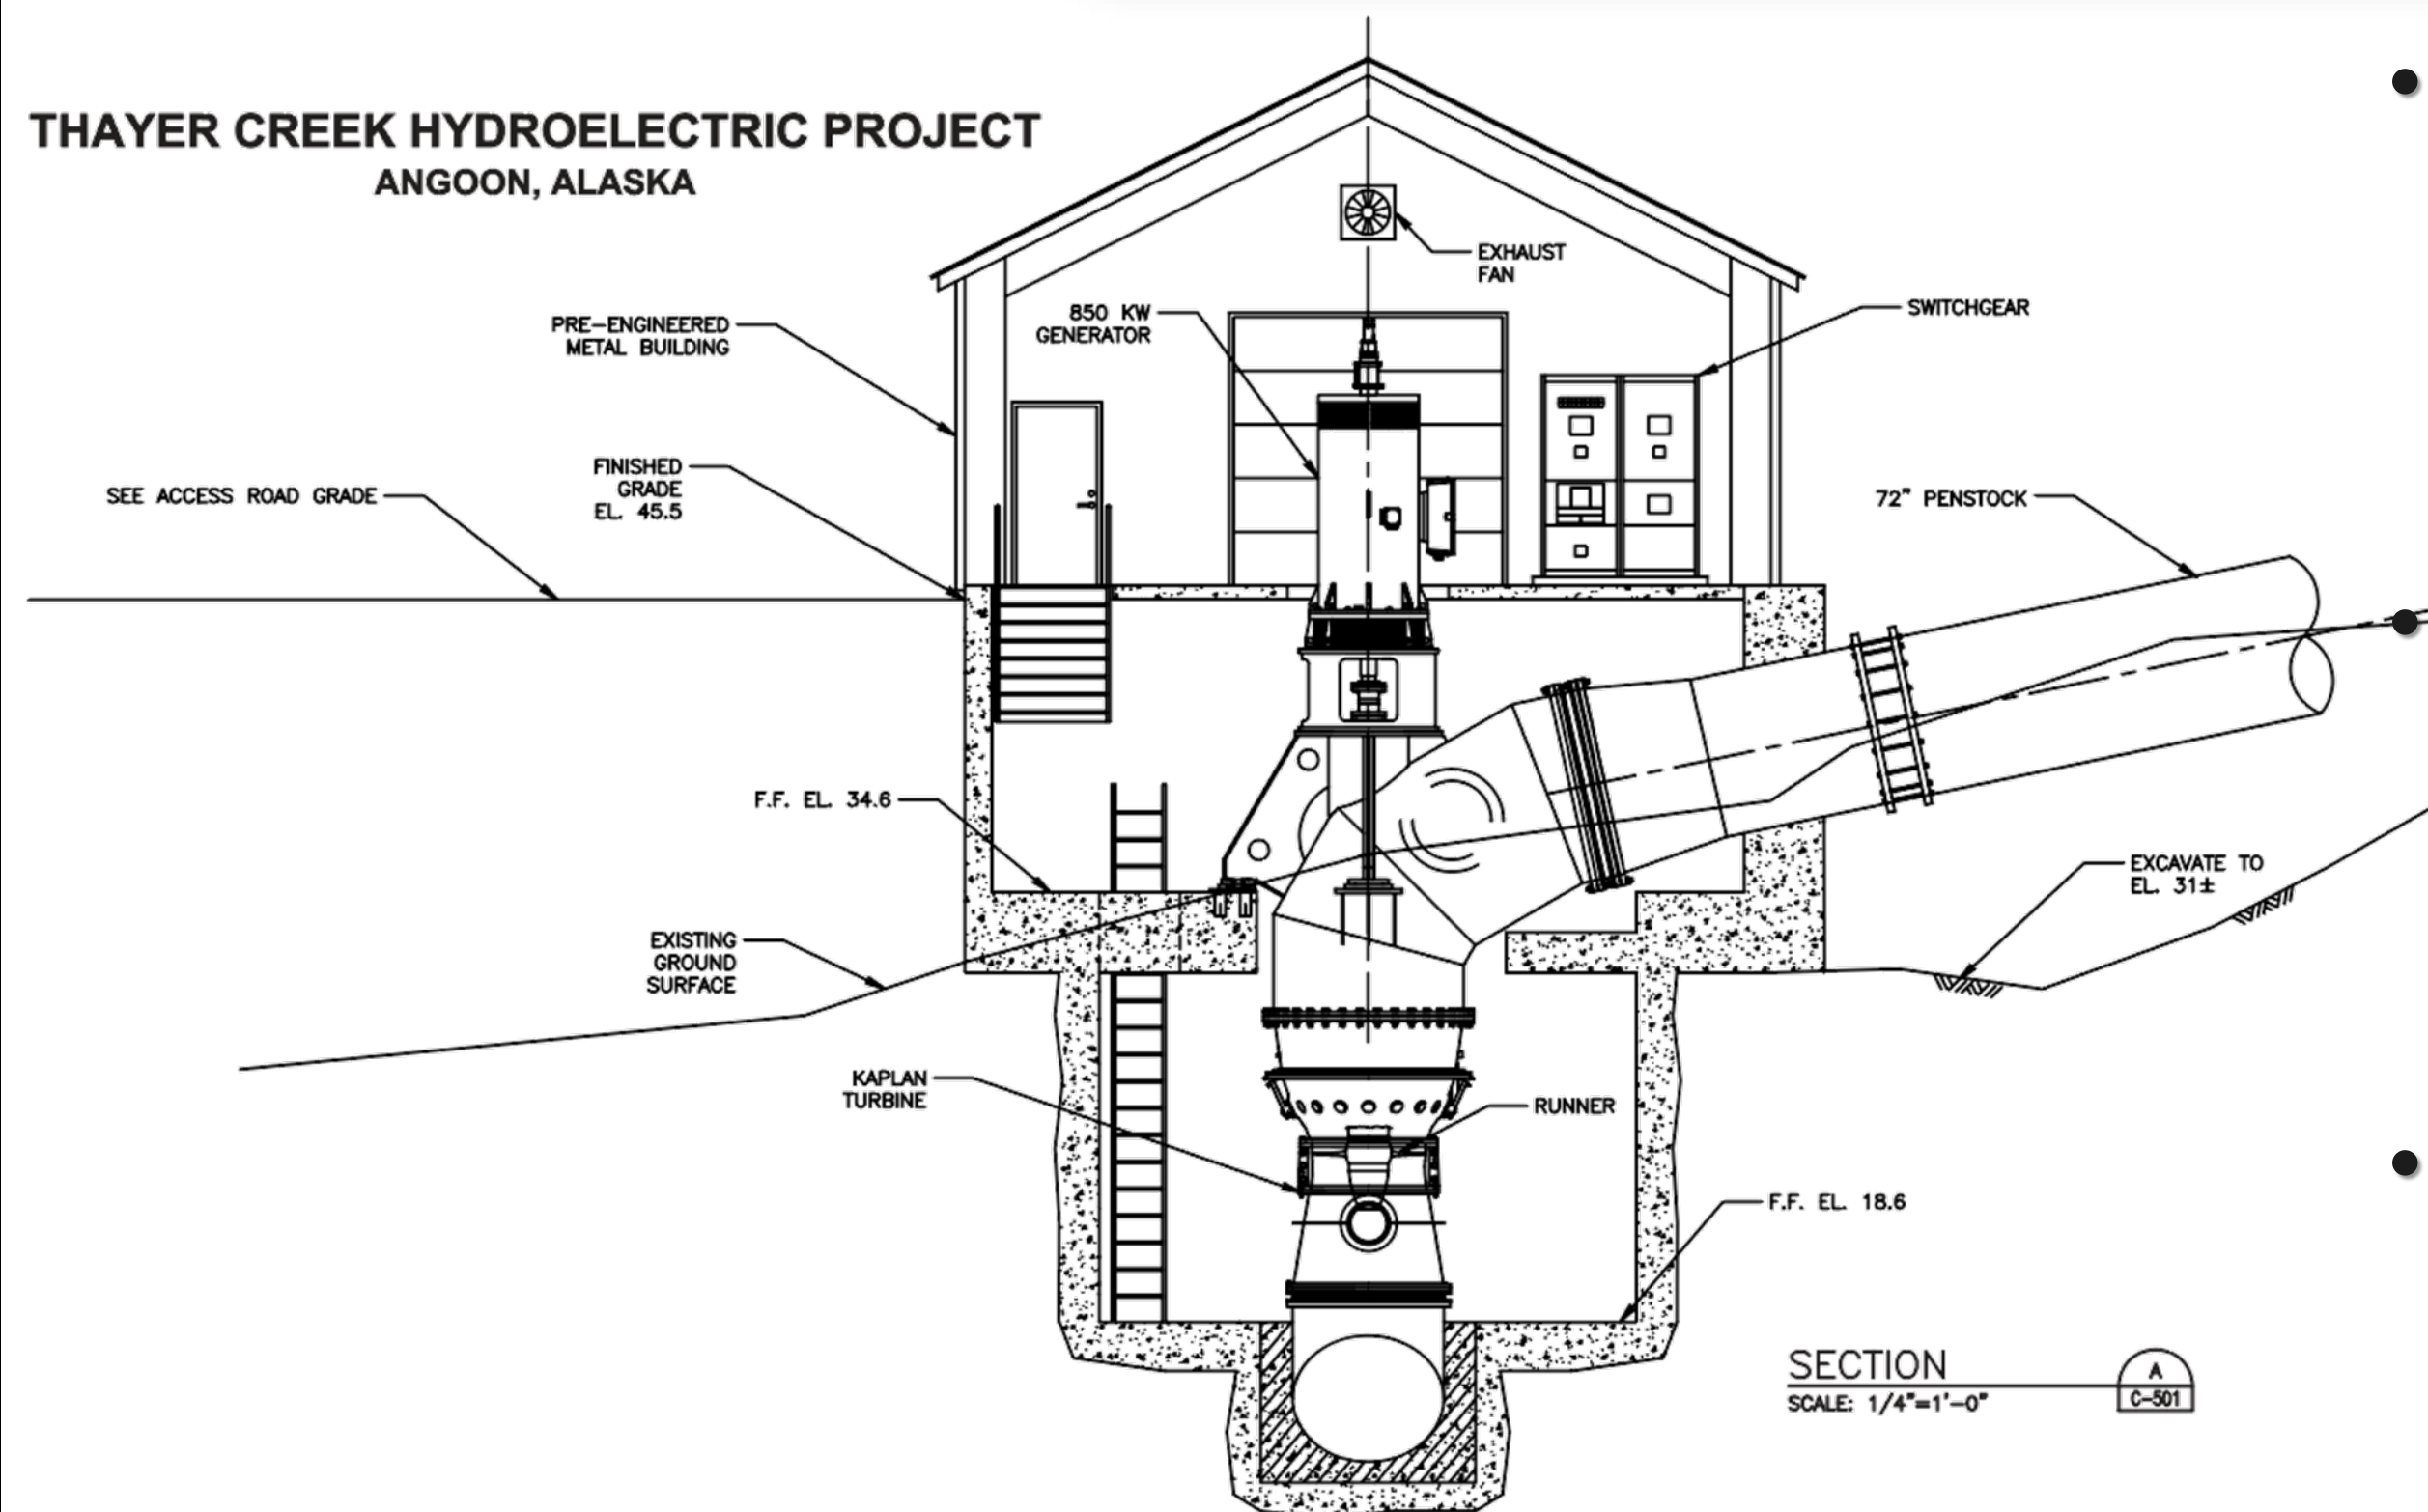 THAYER CREEK HYDROELECTRIC PROJECT
ANGOON, ALASKA
EXHAUST
FAN
850 KW
GENERATOR
SWITCHGEAR
PRE-ENGINEERED
METAL BUILDING
FINISHED
GRADE
EL. 45.5
SEE ACCESS ROAD GRADE
72" PENSTOCK
F.F. EL. 34.6
EXCAVATE TO
EL. 31±
EXISTING
GROUND
SURFACE
KAPLAN
TURBINE
RUNNER
F.F. EL. 18.6
SECTION
SCALE: 1/4"=1'-0"
A
C-501